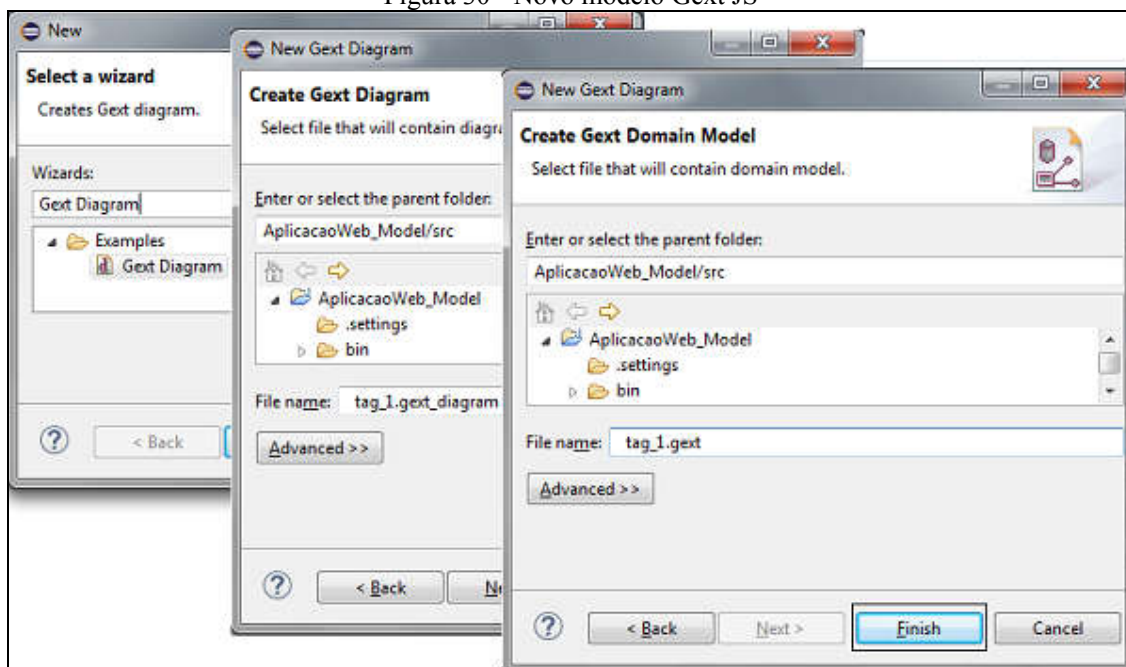 Figura 30 - Novo modelo Gext JS
New
Select a wizard
Creates Gext diagram.
Wizards:
Gext Diagram
Examples
Gext Diagram
< Back
New Gext Diagram
Create Gext Diagram
Select file that will contain
Enter or select the parent folder:
AplicacaoWeb_Model/src
AplicacaoWeb_Model
.settings
bin
File name: tag_1.gext_diagram
Advanced >>
< Back
New Gext Diagram
Create Gext Domain Model
Select file that will contain domain model.
Enter or select the parent folder:
AplicacaoWeb_Model/src
AplicacaoWeb_Model
.settings
bin
File name: tag_1.gext
Advanced >>
< Back Next > Finish Cancel